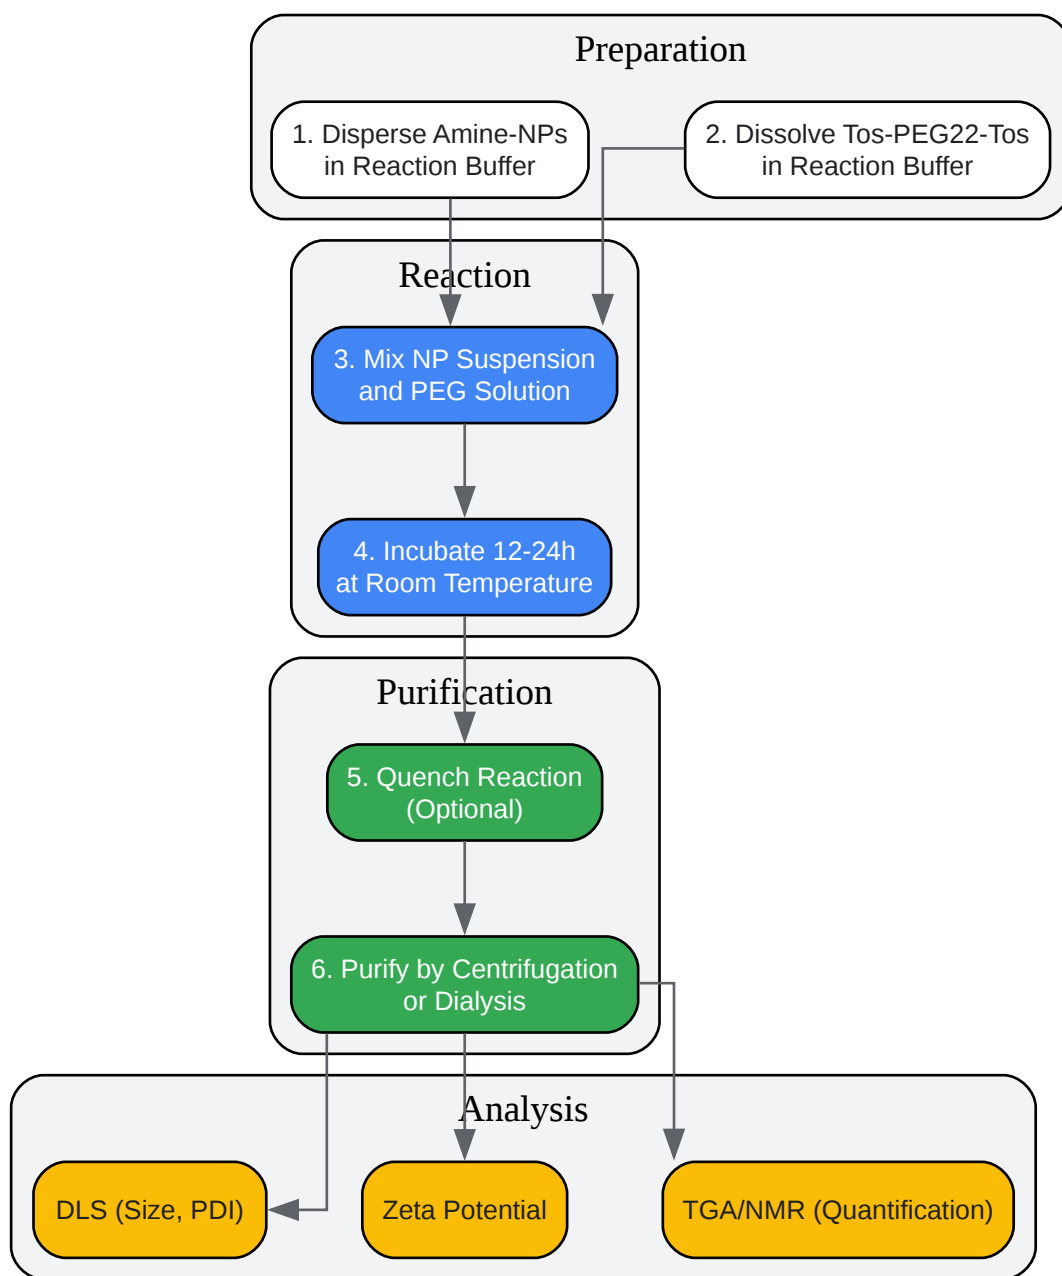 Preparation
1. Disperse Amine-NPs
in Reaction Buffer
2. Dissolve Tos-PEG22-Tos
in Reaction Buffer
Reaction
3. Mix NP Suspension
and PEG Solution
4. Incubate 12-24h
at Room Temperature
Purification
5. Quench Reaction
(Optional)
6. Purify by Centrifugation
or Dialysis
Analysis
DLS (Size, PDI)
Zeta Potential
TGA/NMR (Quantification)